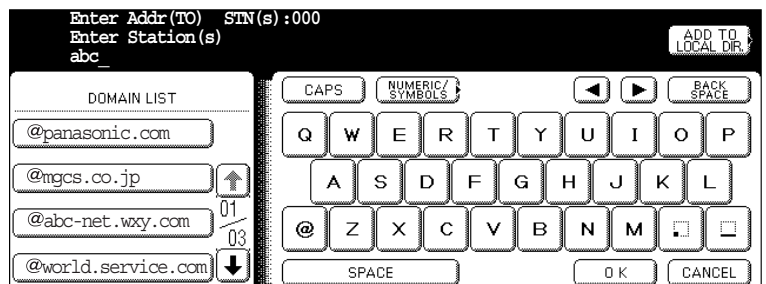 Enter Addr(TO) STN(s):000
Enter Station(s)
abc_
ADD TO
LOCAL DIR.
DOMAIN LIST
@panasonic.com
@mgcs.co.jp
@abc-net.wxy.com
@world.service.com
01
03
CAPS
NUMERIC/
SYMBOLS
BACK
SPACE
Q W E R T Y U I O P
A S D F G H J K L
@ Z X C V B N M . _
SPACE
OK
CANCEL